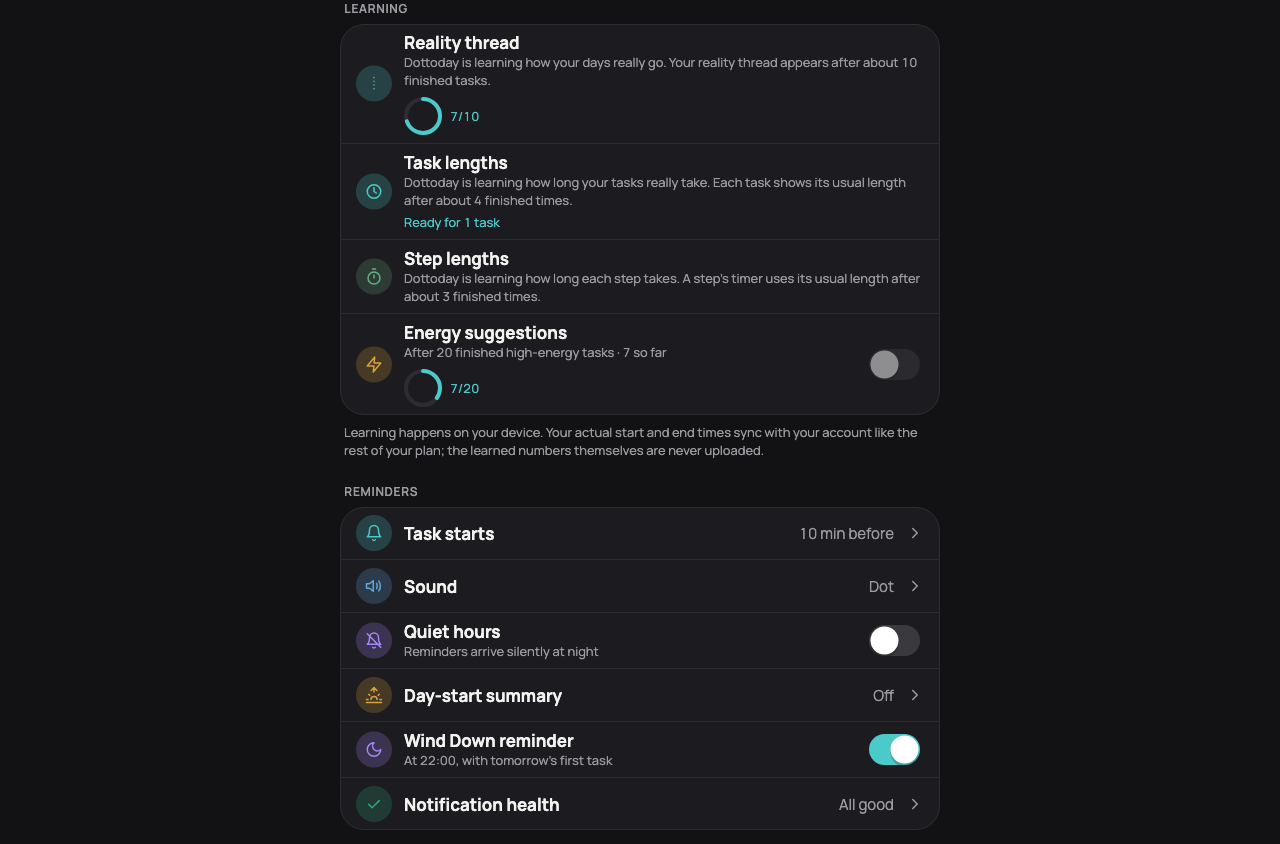 LEARNING
Reality thread
Dottoday is learning how your days really go. Your reality thread appears after about 10
finished tasks.
7/10
Task lengths
Dottoday is learning how long your tasks really take. Each task shows its usual length
after about 4 finished times.
Ready for 1 task
Step lengths
Dottoday is learning how long each step takes. A step's timer uses its usual length after
about 3 finished times.
Energy suggestions
After 20 finished high-energy tasks · 7 so far
7/20
Learning happens on your device. Your actual start and end times sync with your account like the
rest of your plan; the learned numbers themselves are never uploaded.
REMINDERS
Task starts
10 min before
Sound
Dot
Quiet hours
Reminders arrive silently at night
Day-start summary
Off
Wind Down reminder
At 22:00, with tomorrow's first task
Notification health
All good